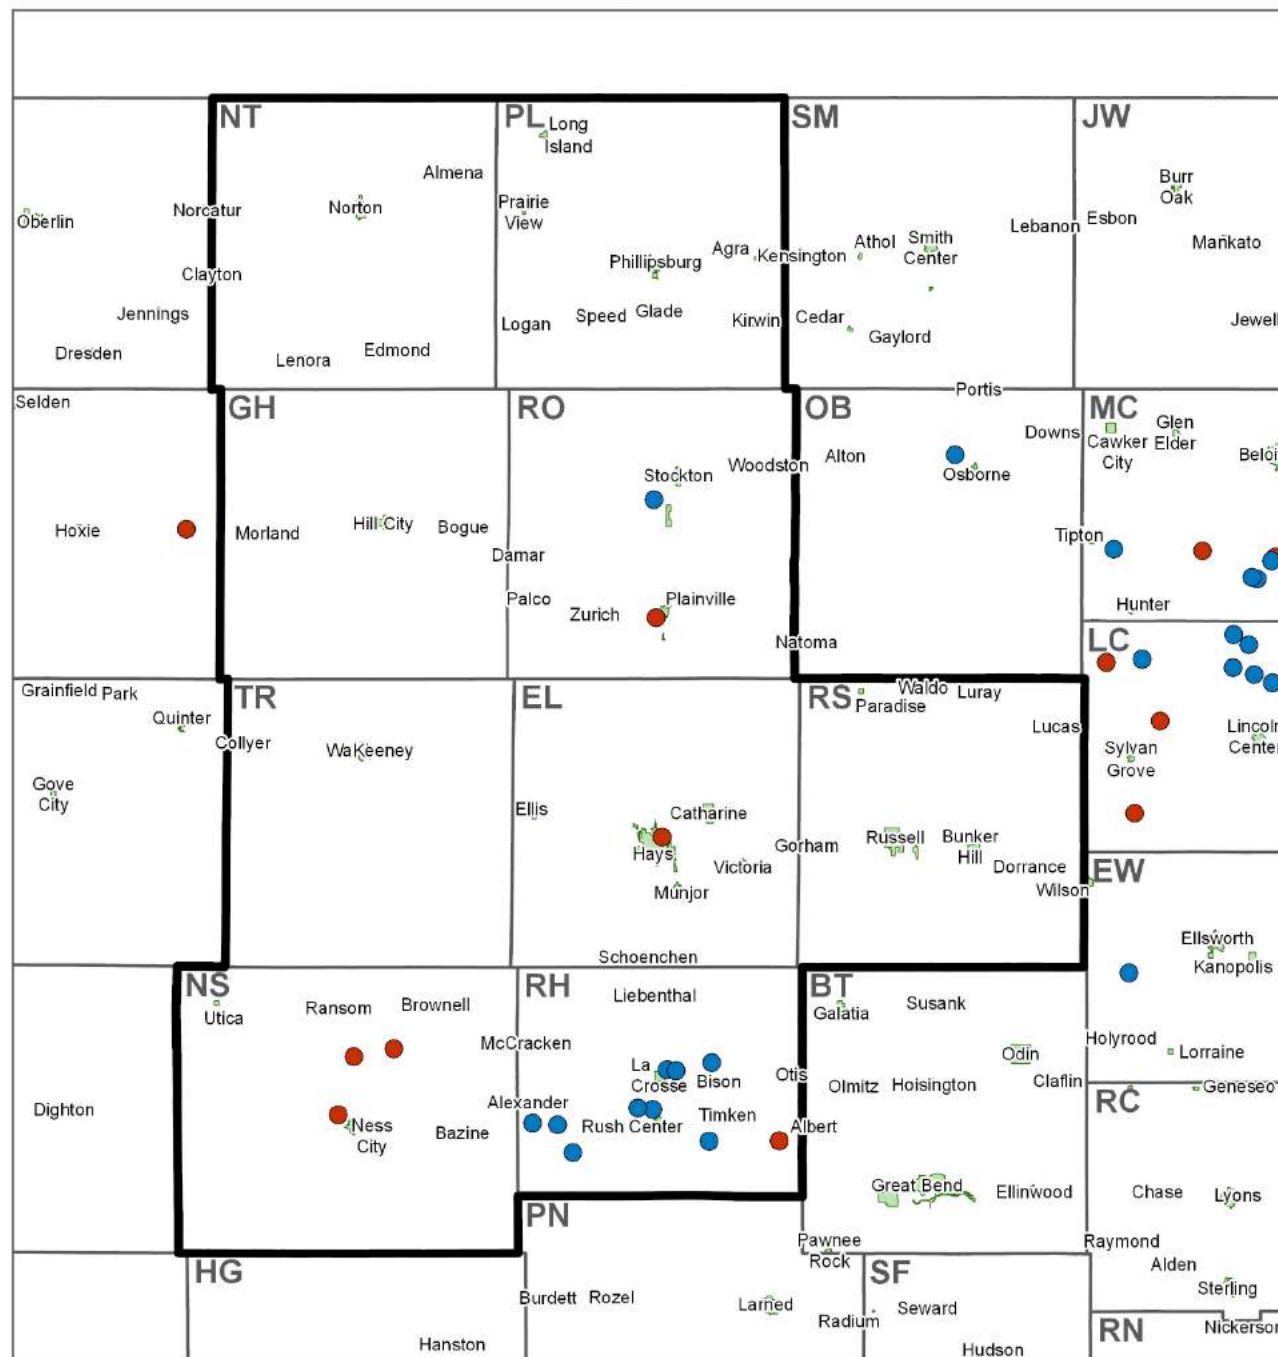 NT
PL
SM
JW
Long
Island
Almena
Prairie
View
Norcatur
Norton
Oberlin
Burr
Oak
Esbon
Lebanon
Mankato
Athol
Smith
Center
Agra
Kensington
Phillipsburg
Clayton
Jennings
Logan
Speed
Glade
Kirwin
Cedar
Gaylord
Jewell
Dresden
Lenora
Edmond
Portis
Selden
GH
RO
OB
MC
Downs
Cawker
City
Glen
Elder
Beloi
Alton
Osborne
Woodston
Stockton
Hoxie
Morland
Hill City
Bogue
Damar
Tipton
Palco
Zurich
Plainville
Hunter
Natoma
LC
Grainfield
Park
TR
EL
RS
Waldo
Luray
Paradise
Quinter
Collyer
WaKeeney
Lucas
Lincoln
Center
Sylvan
Grove
Gove
City
Ellis
Catharine
Hays
Victoria
Munjor
Gorham
Russell
Bunker
Hill
Dorrance
Wilson
EW
Ellsworth
Kanopolis
Schoenchen
NS
RH
BT
Liebenthal
Utica
Ransom
Brownell
Galatia
Susank
McCracken
Holyrood
Lorraine
La
Crosse
Bison
Otis
Olmitz
Hoisington
Odin
Claflin
Geneseo
RC
Dighton
Alexander
Rush Center
Timken
Albert
Ness
City
Bazine
Great Bend
Ellinwood
Chase
Lyons
PN
Pawnee
Rock
Raymond
Alden
Sterling
HG
SF
Burdett
Rozel
Larned
Radium
Seward
Hanston
Hudson
RN
Nickerson